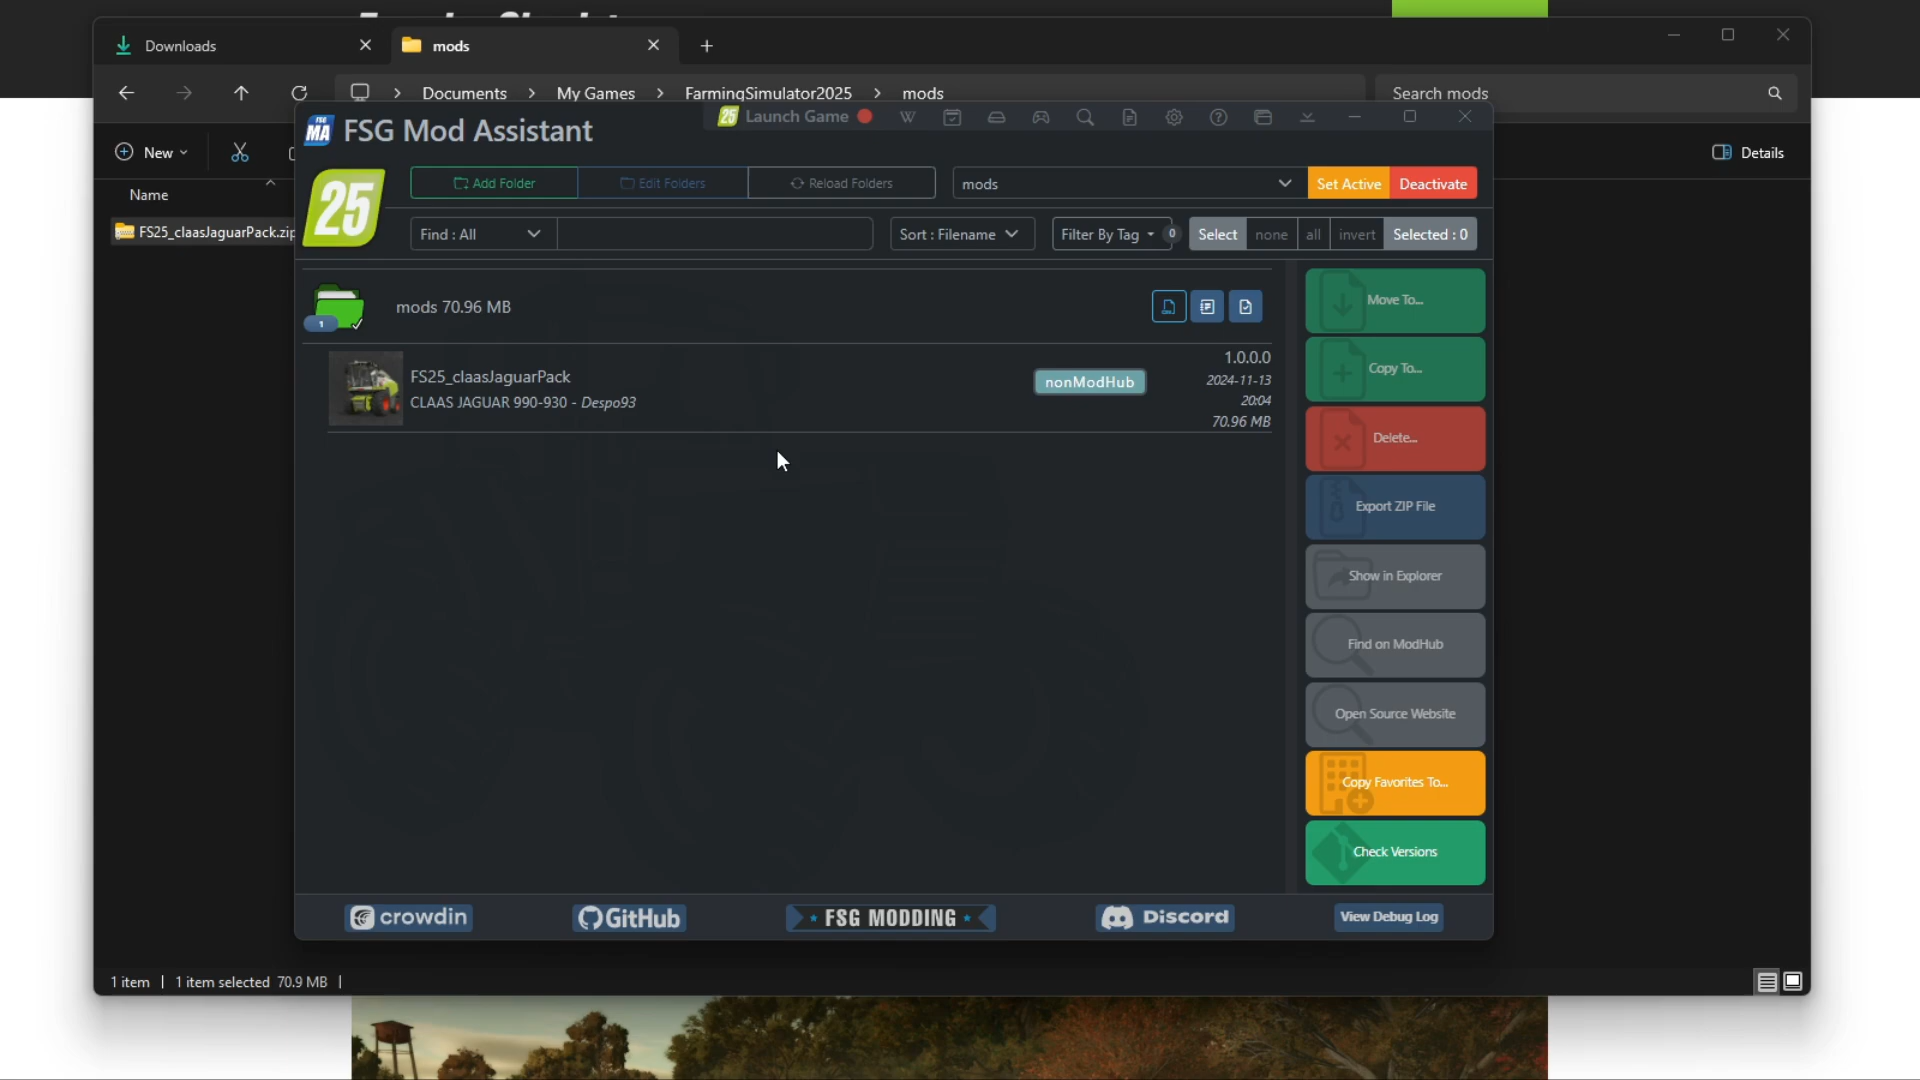 Downloads
mods
Documents > My Games > FarmingSimulator2025 > mods
Search mods
New
Details
Name
FS25_claasJaguarPack.zip
FSG MA
FSG Mod Assistant
25 Launch Game
25
Add Folder
Edit Folders
Reload Folders
mods
Set Active
Deactivate
Find : All
Sort : Filename
Filter By Tag 0
Select
none
all
invert
Selected : 0
1
mods 70.96 MB
FS25_claasJaguarPack
CLAAS JAGUAR 990-930 - Despo93
nonModHub
1.0.0.0
2024-11-13
20:04
70.96 MB
Move To...
Copy To...
Delete...
Export ZIP File
Show in Explorer
Find on ModHub
Open Source Website
Copy Favorites To...
Check Versions
crowdin
GitHub
FSG MODDING
Discord
View Debug Log
1 item
1 item selected 70.9 MB